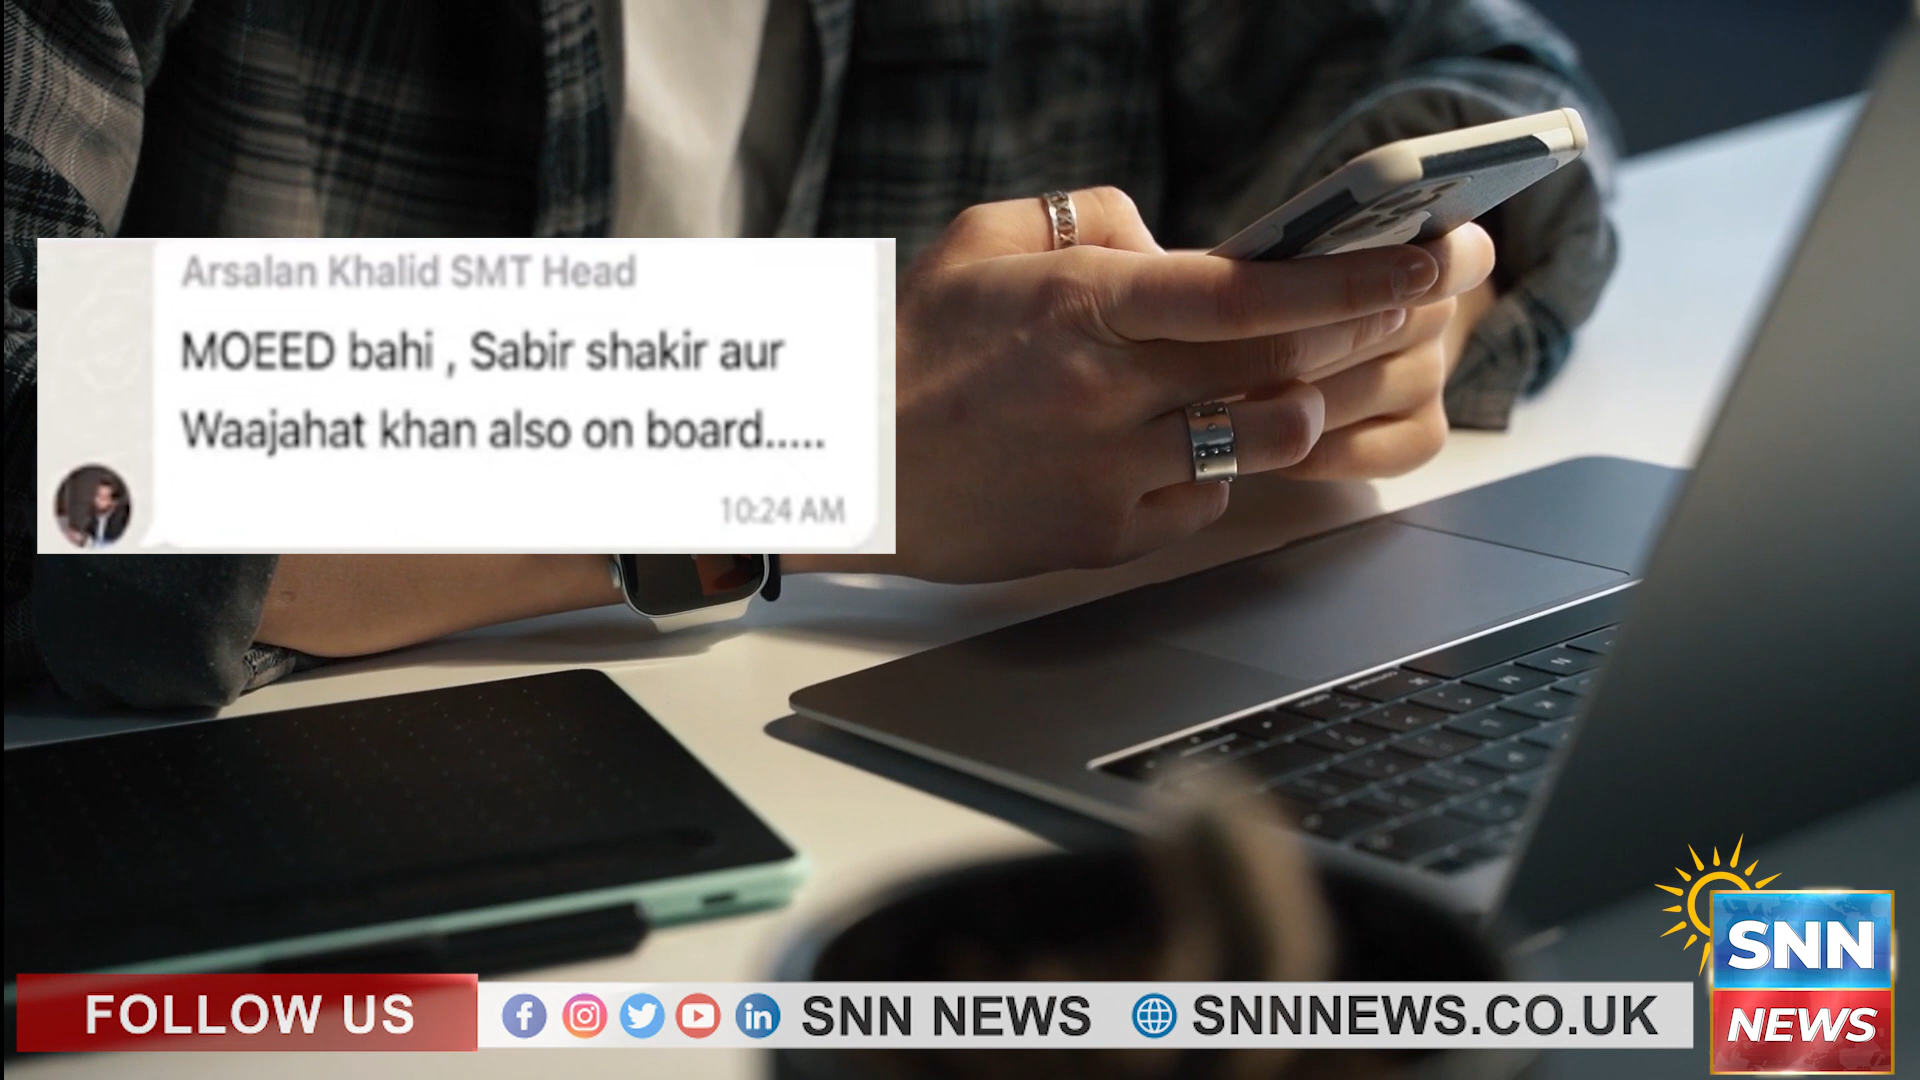 Arsalan Khalid SMT Head
MOEED bahi , Sabir shakir aur
Waajahat khan also on board.....
10:24 AM
FOLLOW US
SNN NEWS
SNNNEWS.CO.UK
SNN
NEWS